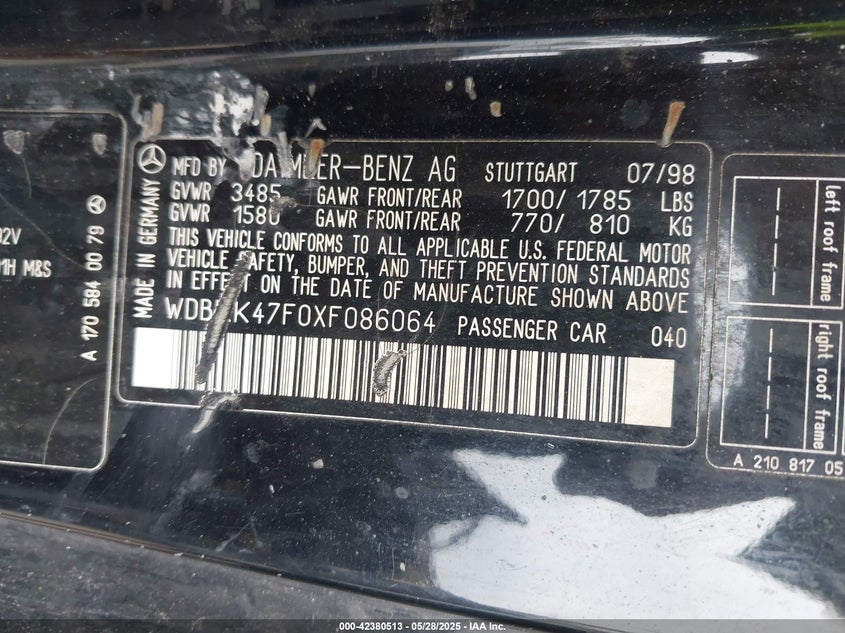 02V
01H M&S
A 170 584 00 79
MADE IN GERMANY
MFD BY DAIMLER-BENZ AG STUTTGART 07/98
GVWR 3485 GAWR FRONT/REAR 1700/ 1785 LBS
GVWR 1580 GAWR FRONT/REAR 770/ 810 KG
THIS VEHICLE CONFORMS TO ALL APPLICABLE U.S. FEDERAL MOTOR
VEHICLE SAFETY, BUMPER, AND THEFT PREVENTION STANDARDS
IN EFFECT ON THE DATE OF MANUFACTURE SHOWN ABOVE
PASSENGER CAR 040
left roof frame
right roof frame
A 210 817 05
000-42380513 - 05/28/2025 - IAA Inc.